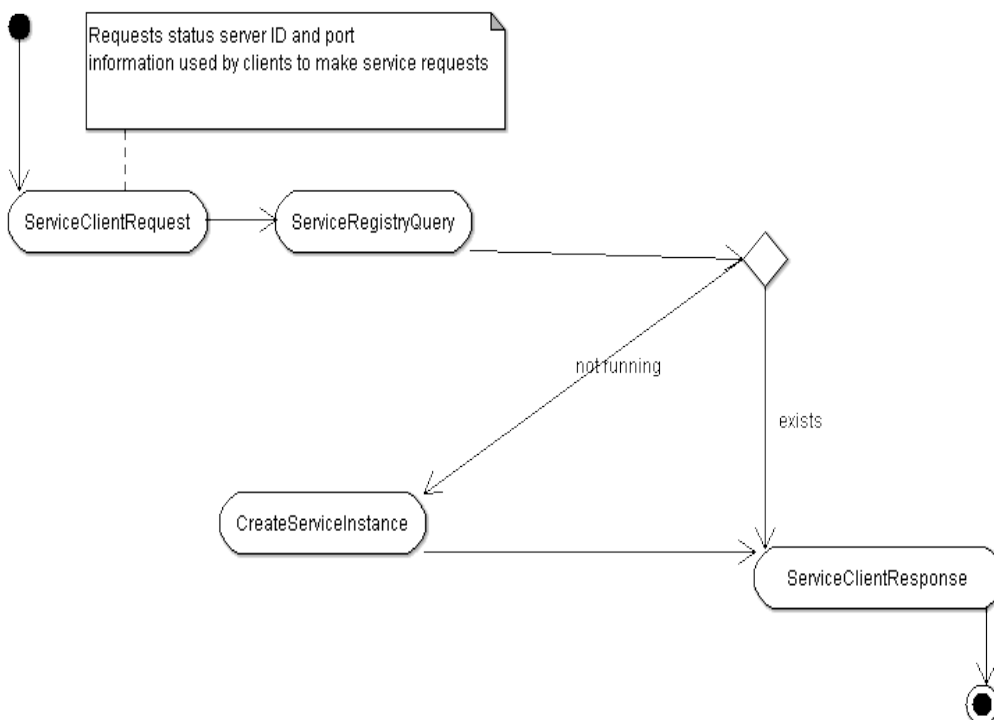 Requests status server ID and port
information used by clients to make service requests
ServiceClientRequest
ServiceRegistryQuery
not running
exists
CreateServiceInstance
ServiceClientResponse